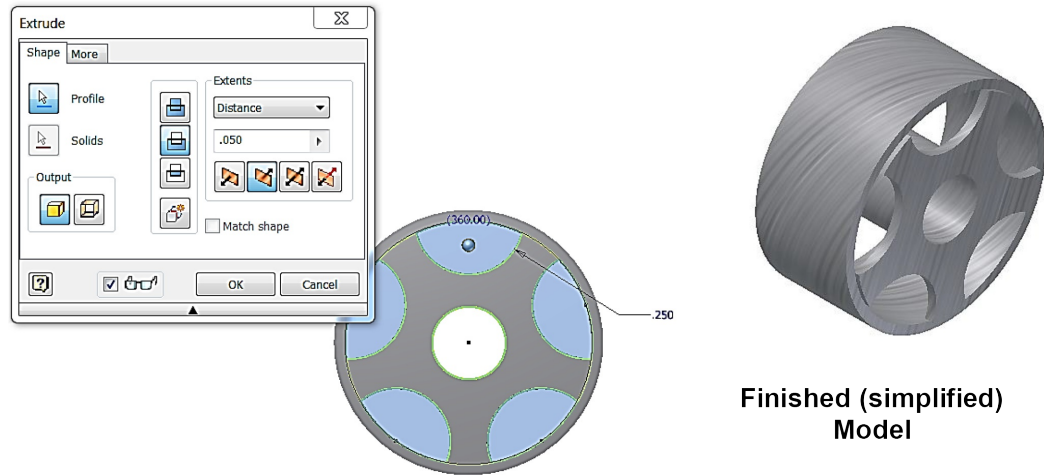 Extrude
Shape More
Profile
Solids
Output
Extents
Distance
.050
Match shape
OK Cancel
(360.00)
.250
Finished (simplified)
Model